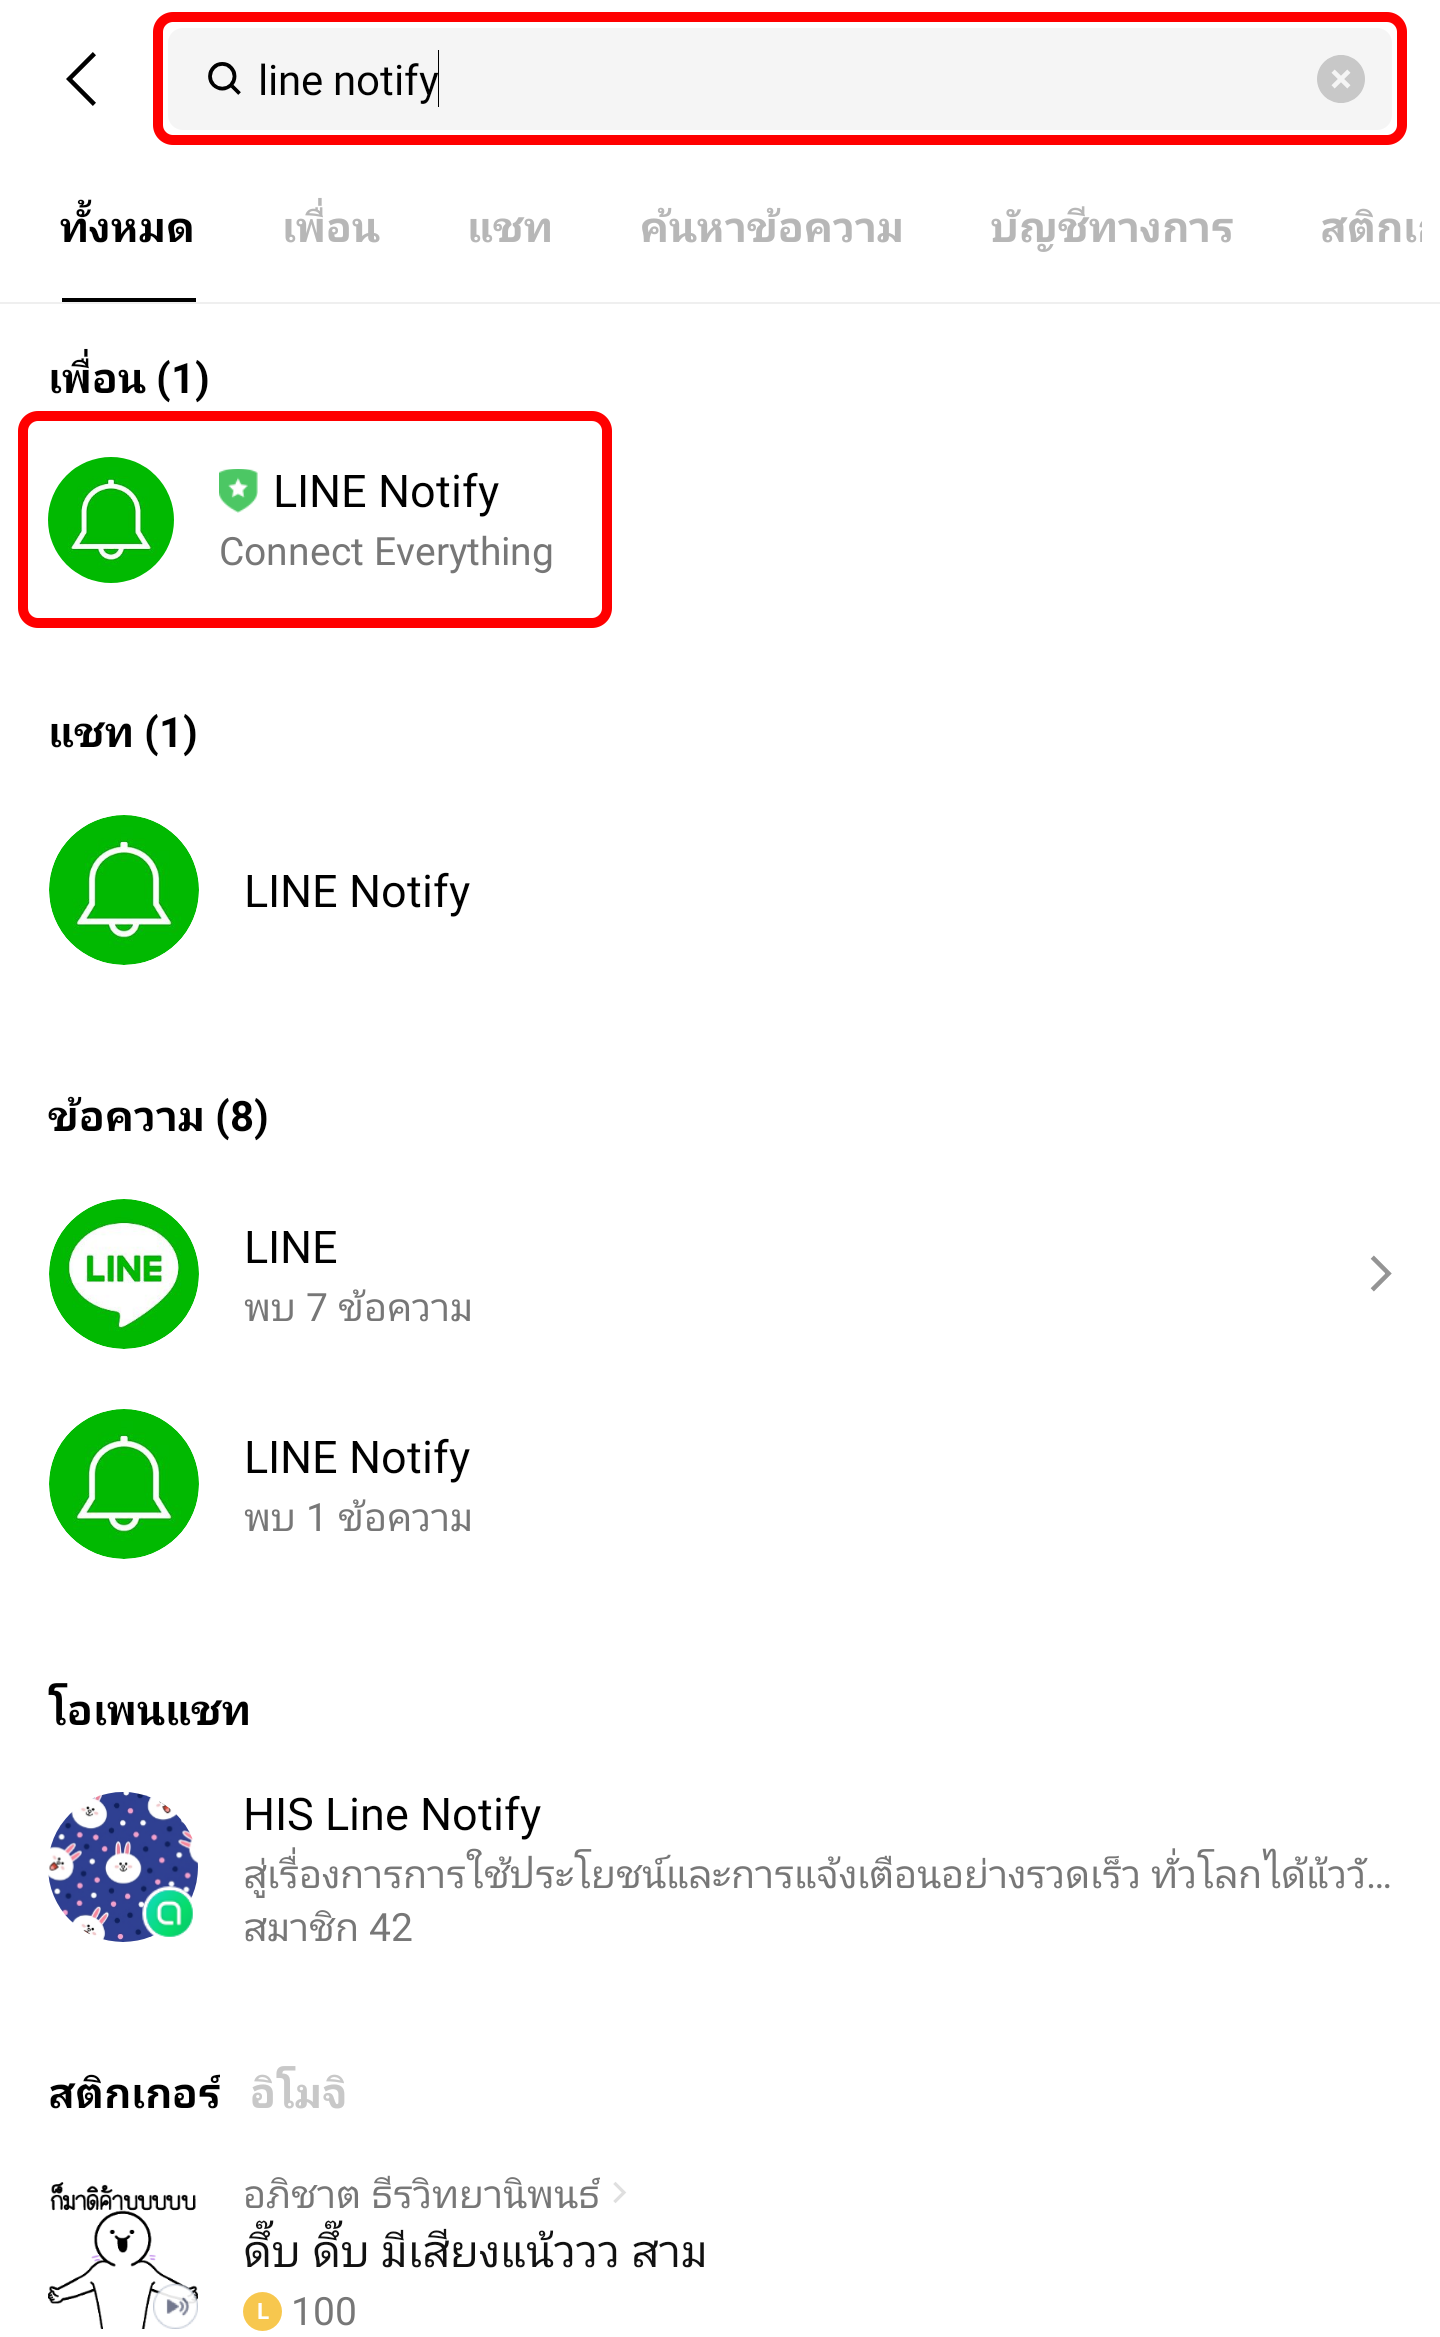 line notify
ทั้งหมด เพื่อน แชท ค้นหาข้อความ บัญชีทางการ
เพื่อน (1)
LINE Notify
Connect Everything
แชท (1)
LINE Notify
ข้อความ (8)
LINE
LINE
พบ 7 ข้อความ
LINE Notify
พบ 1 ข้อความ
โอเพนแชท
HIS Line Notify
สู่เรื่องการการใช้ประโยชน์และการแจ้งเตือนอย่างรวดเร็ว ทั่วโลกได้แ้ววั...
สมาชิก 42
สติกเกอร์ อิโมจิ
ก็มาดิค้าบบบบบ
อภิชาต ธีรวิทยานิพนธ์
ดึ๊บ ดึ๊บ มีเสียงแน้ววว สาม
L 100